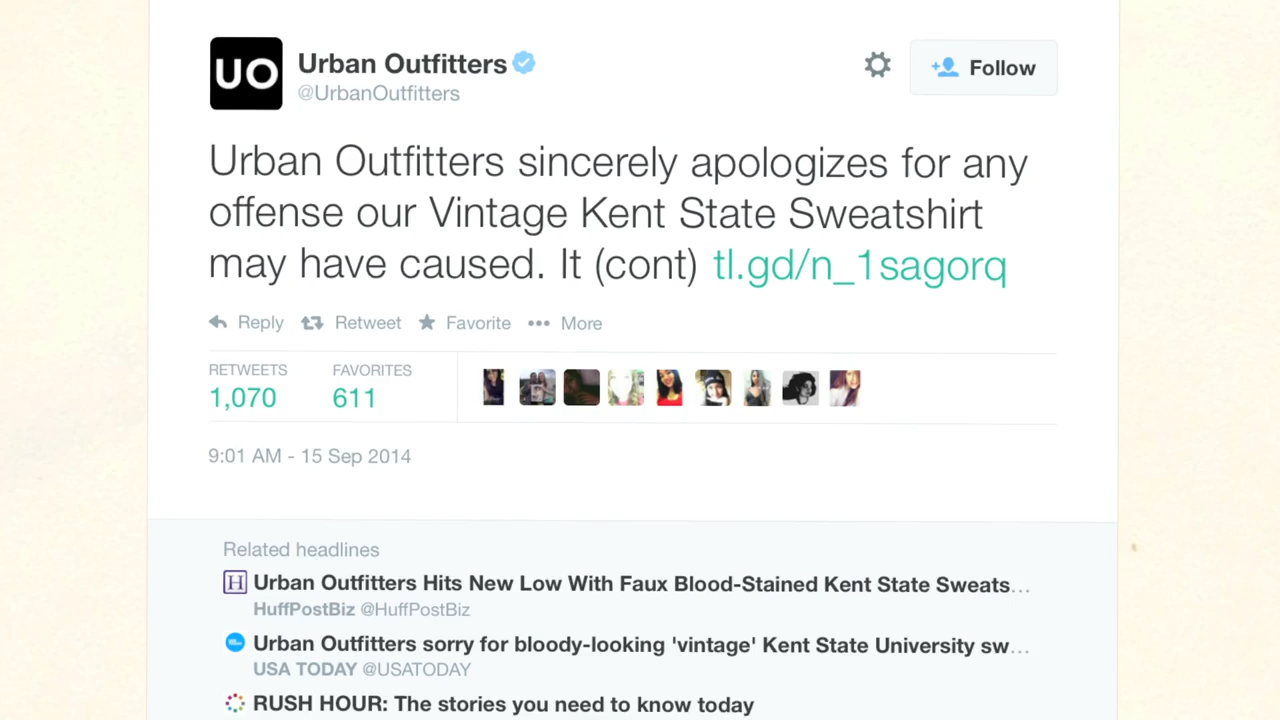 UO
Urban Outfitters
@UrbanOutfitters
Follow
Urban Outfitters sincerely apologizes for any
offense our Vintage Kent State Sweatshirt
may have caused. It (cont) tl.gd/n_1sagorq
Reply Retweet Favorite More
RETWEETS FAVORITES
1,070 611
9:01 AM - 15 Sep 2014
Related headlines
H Urban Outfitters Hits New Low With Faux Blood-Stained Kent State Sweats...
HuffPostBiz @HuffPostBiz
Urban Outfitters sorry for bloody-looking 'vintage' Kent State University sw...
USA TODAY @USATODAY
RUSH HOUR: The stories you need to know today